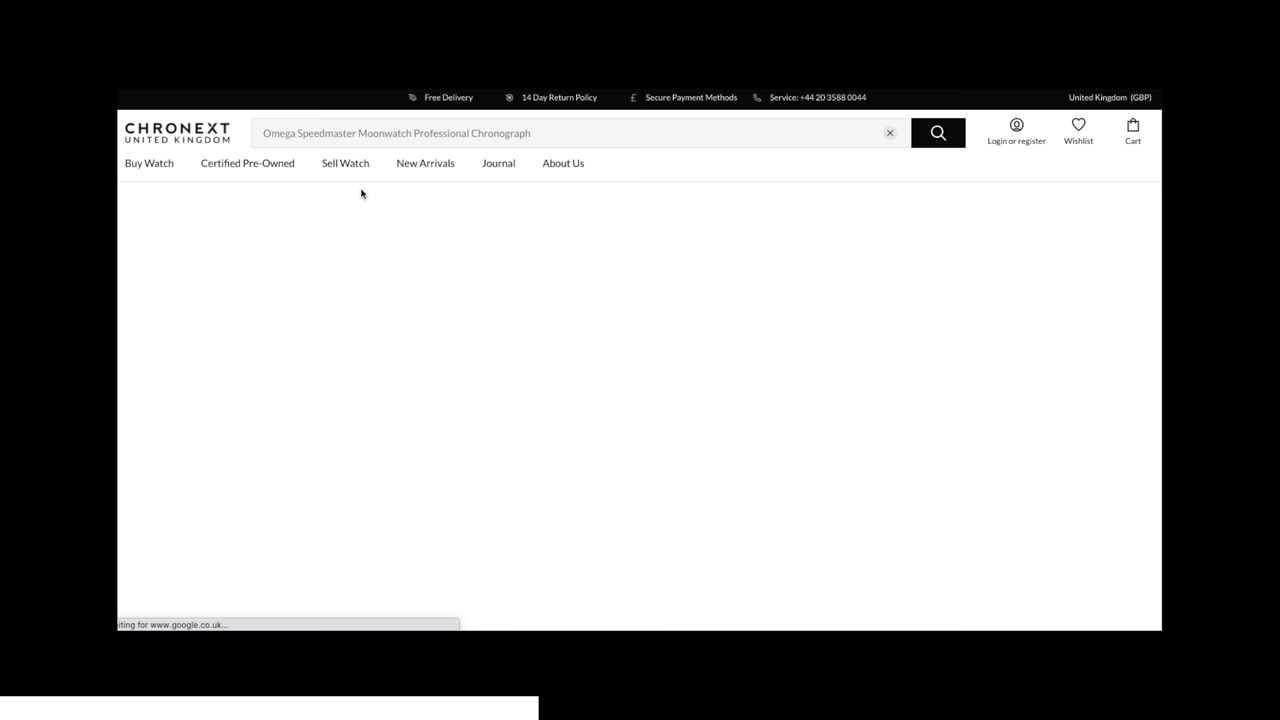 Free Delivery 14 Day Return Policy £ Secure Payment Methods Service: +44 20 3588 0044 United Kingdom (GBP)
CHRONEXT
UNITED KINGDOM
Omega Speedmaster Moonwatch Professional Chronograph
Login or register Wishlist Cart
Buy Watch Certified Pre-Owned Sell Watch New Arrivals Journal About Us
iting for www.google.co.uk...